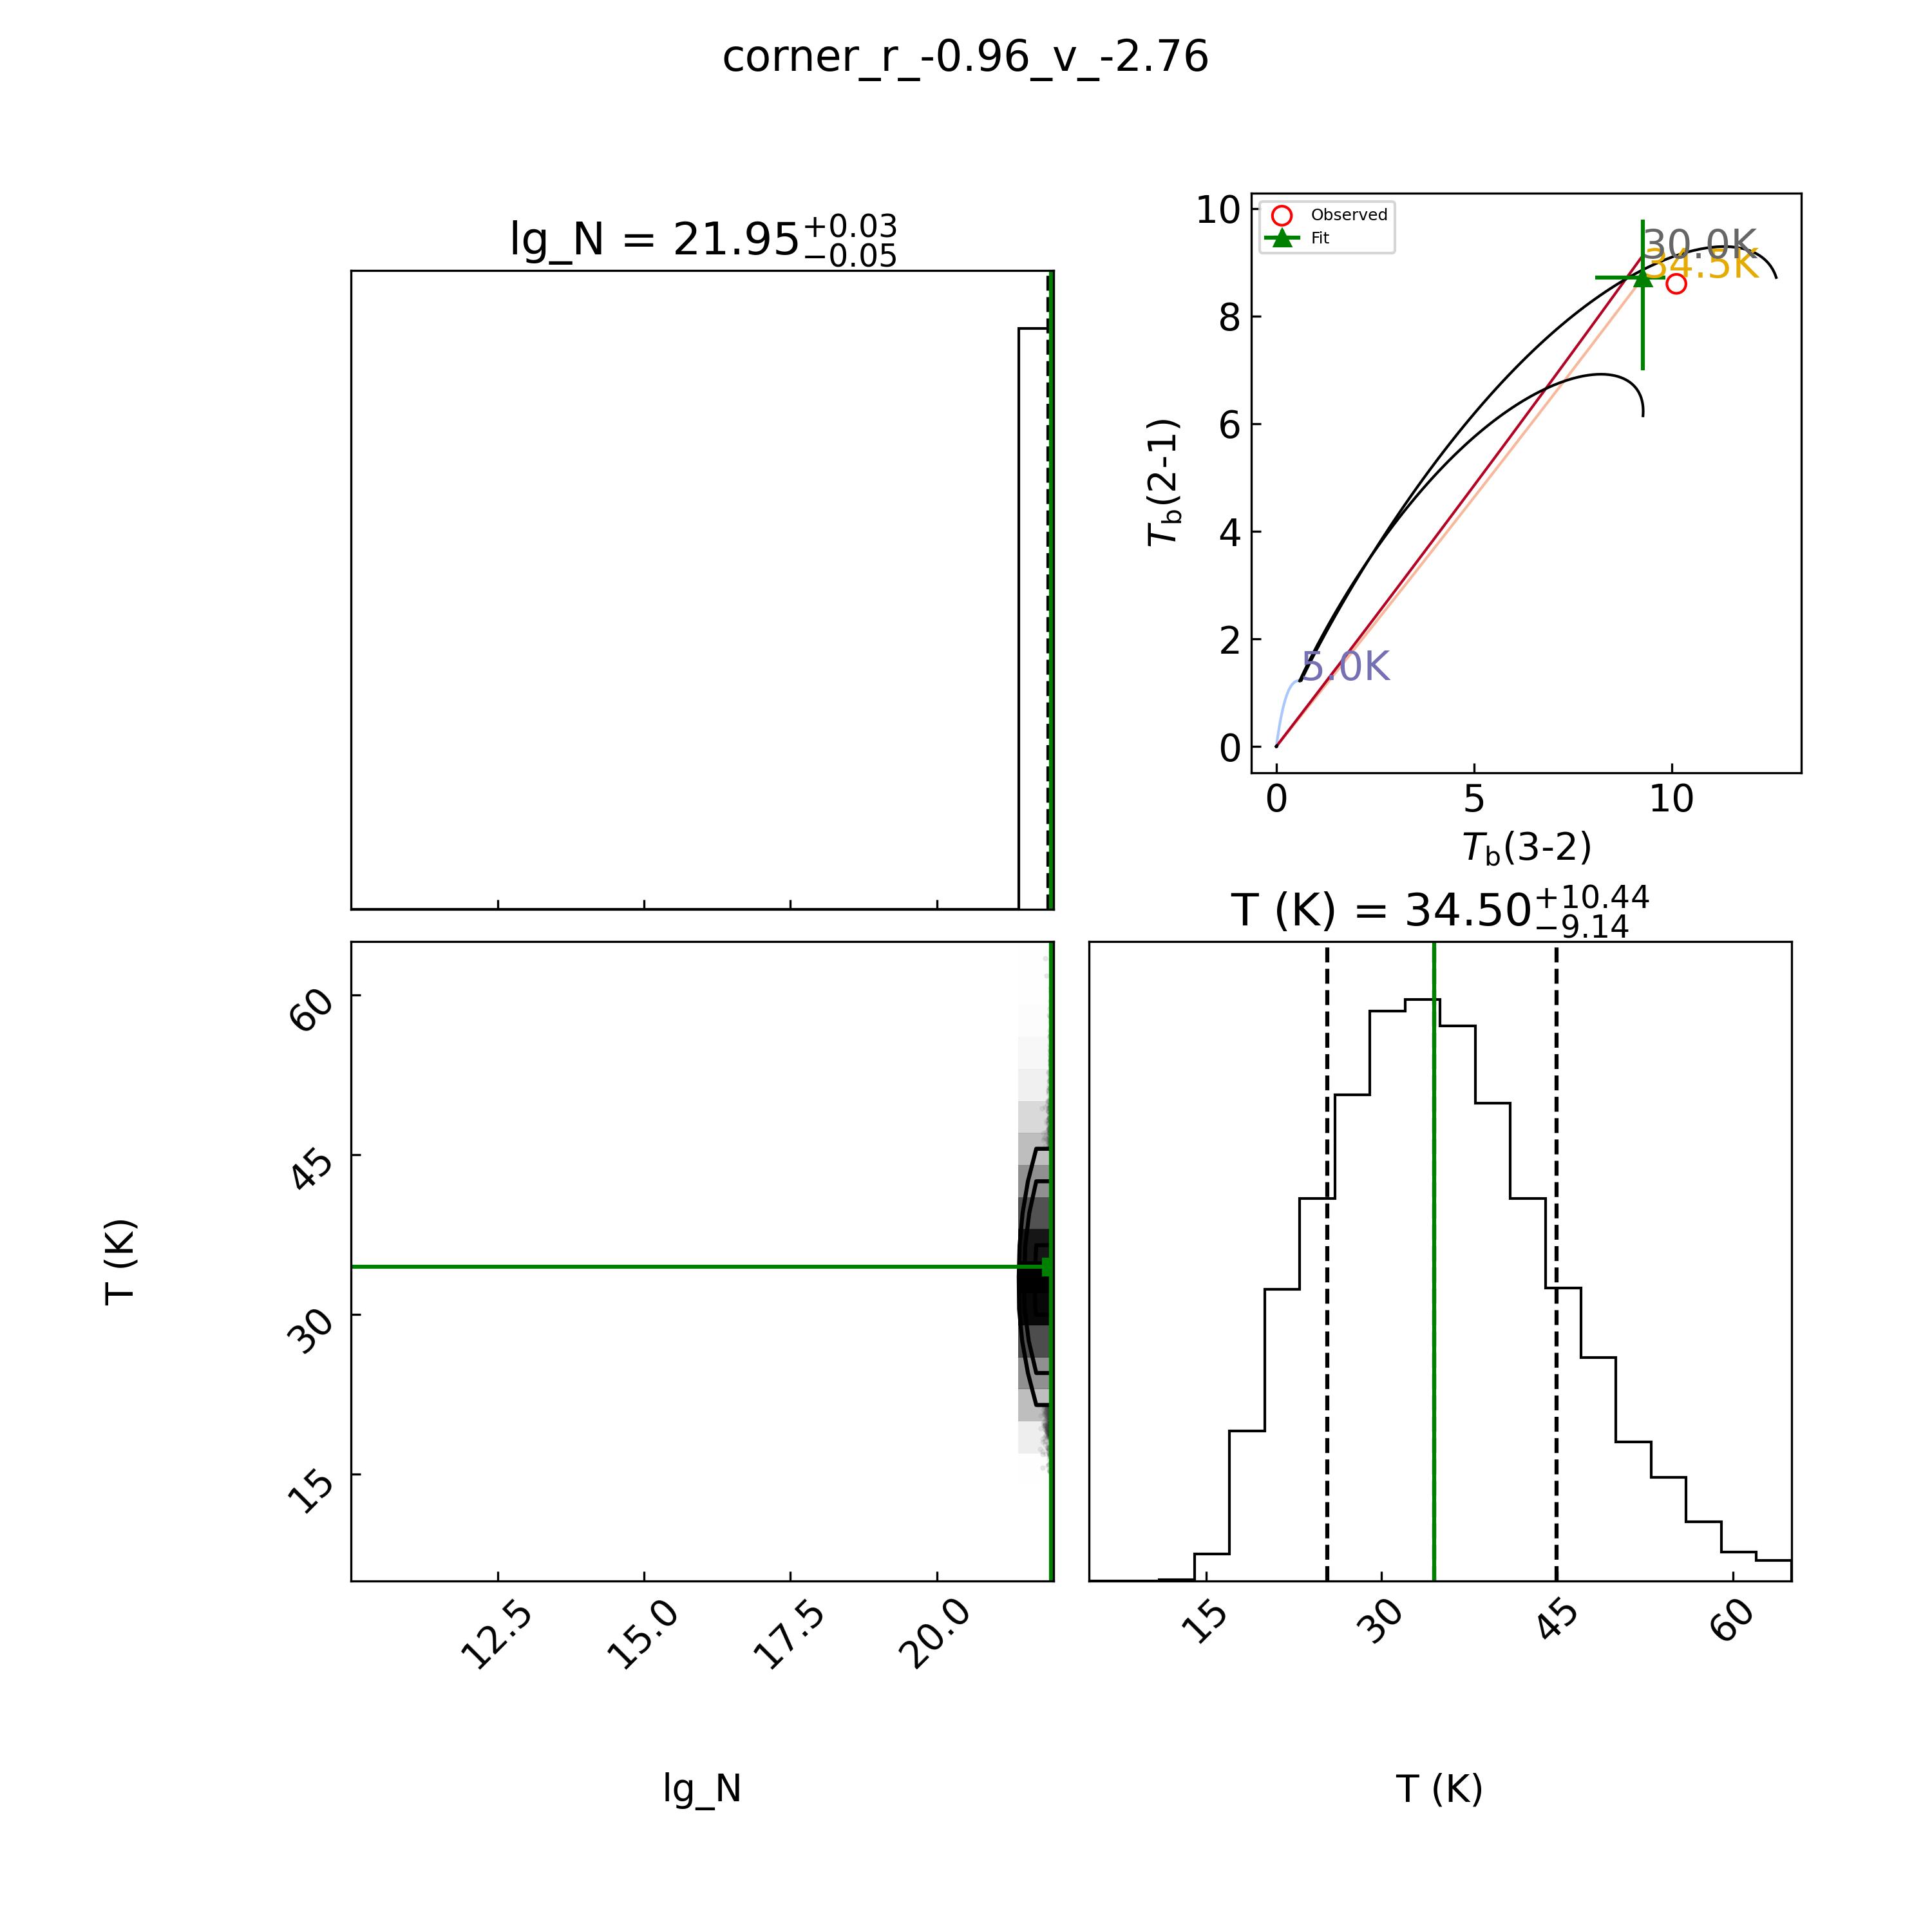 corner_r_-0.96_v_-2.76
lg_N = 21.95+0.03−0.05
10
8
6
4
2
0
Tb(2-1)
Observed
Fit
30.0K
34.5K
5.0K
0 5 10
Tb(3-2)
T (K) = 34.50+10.44−9.14
60
45
30
15
T (K)
12.5 15.0 17.5 20.0
15 30 45 60
lg_N
T (K)